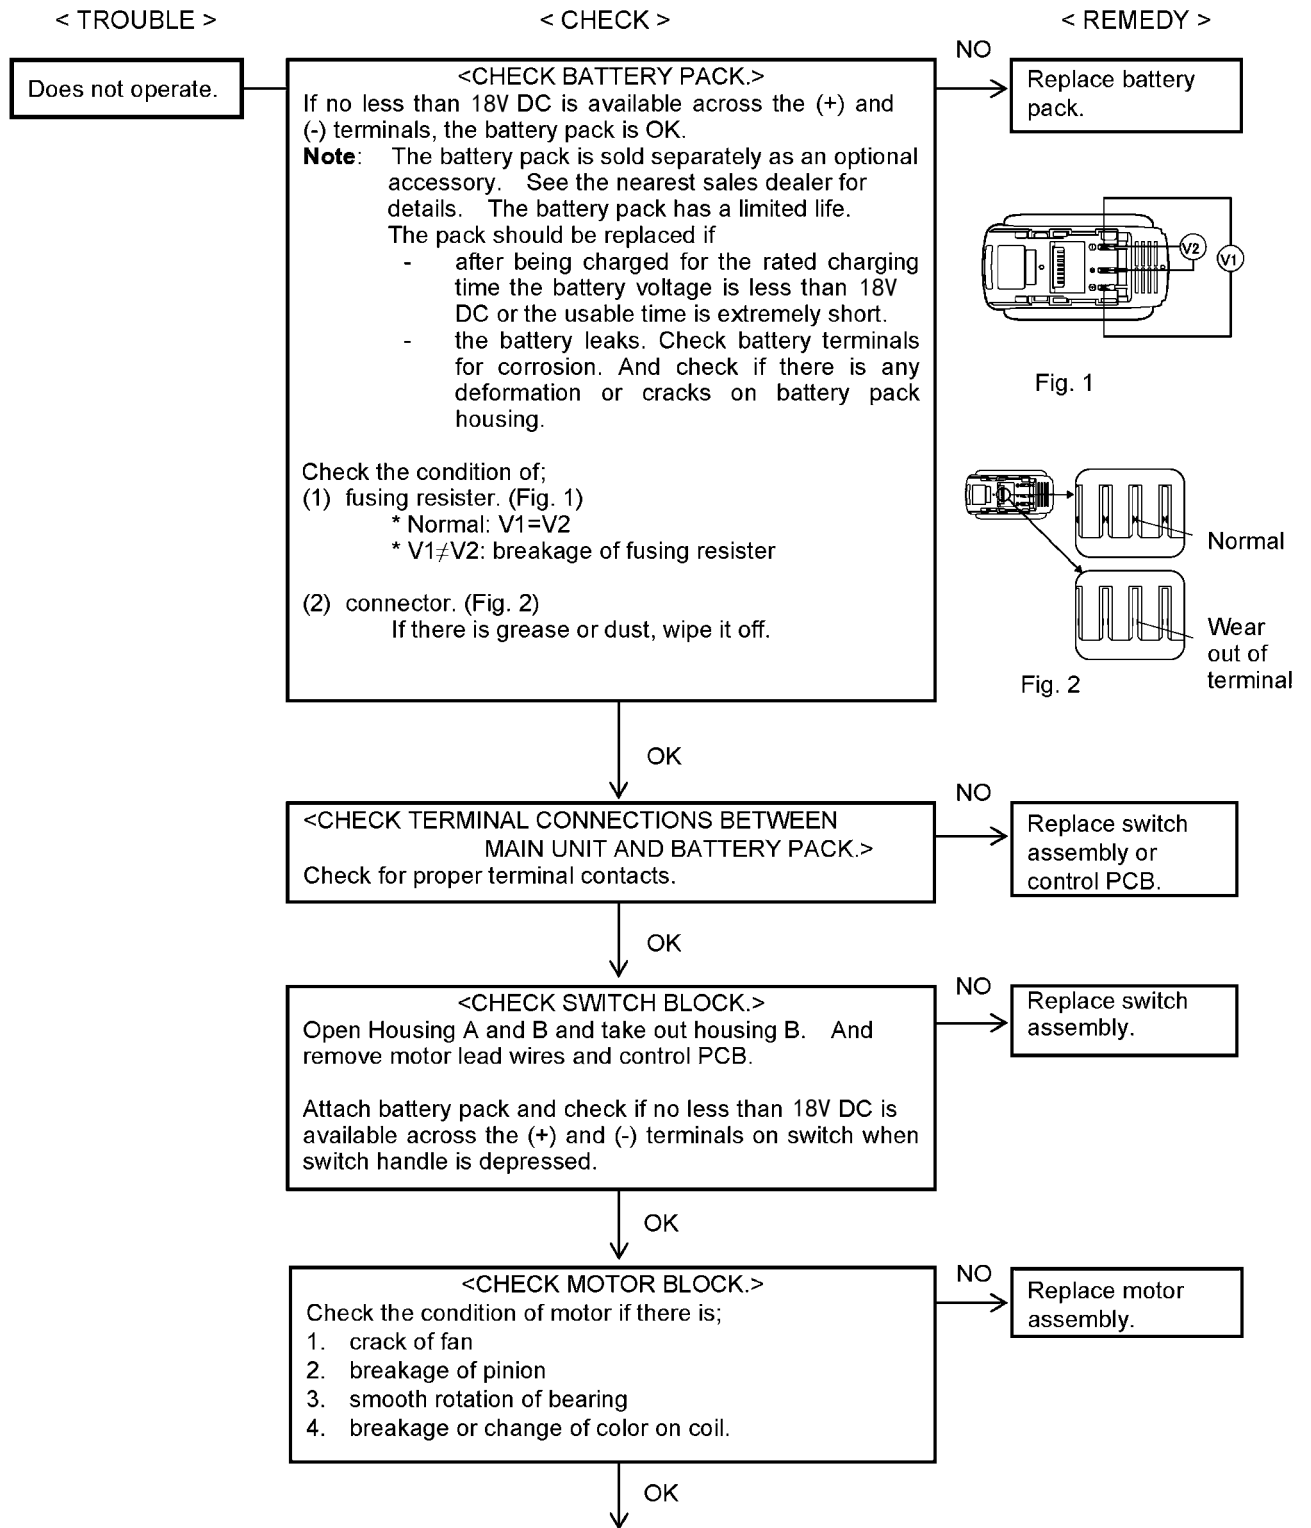 < TROUBLE >
< CHECK >
< REMEDY >
Does not operate.
<CHECK BATTERY PACK.>
If no less than 18V DC is available across the (+) and
(-) terminals, the battery pack is OK.
Note: The battery pack is sold separately as an optional
accessory. See the nearest sales dealer for
details. The battery pack has a limited life.
The pack should be replaced if
- after being charged for the rated charging
time the battery voltage is less than 18V
DC or the usable time is extremely short.
- the battery leaks. Check battery terminals
for corrosion. And check if there is any
deformation or cracks on battery pack
housing.
Check the condition of;
(1) fusing resister. (Fig. 1)
* Normal: V1=V2
* V1≠V2: breakage of fusing resister
(2) connector. (Fig. 2)
If there is grease or dust, wipe it off.
NO
Replace battery
pack.
V2
V1
Fig. 1
Normal
Wear
out of
terminal
Fig. 2
OK
<CHECK TERMINAL CONNECTIONS BETWEEN
MAIN UNIT AND BATTERY PACK.>
Check for proper terminal contacts.
NO
Replace switch
assembly or
control PCB.
OK
<CHECK SWITCH BLOCK.>
Open Housing A and B and take out housing B. And
remove motor lead wires and control PCB.
Attach battery pack and check if no less than 18V DC is
available across the (+) and (-) terminals on switch when
switch handle is depressed.
NO
Replace switch
assembly.
OK
<CHECK MOTOR BLOCK.>
Check the condition of motor if there is;
1. crack of fan
2. breakage of pinion
3. smooth rotation of bearing
4. breakage or change of color on coil.
NO
Replace motor
assembly.
OK